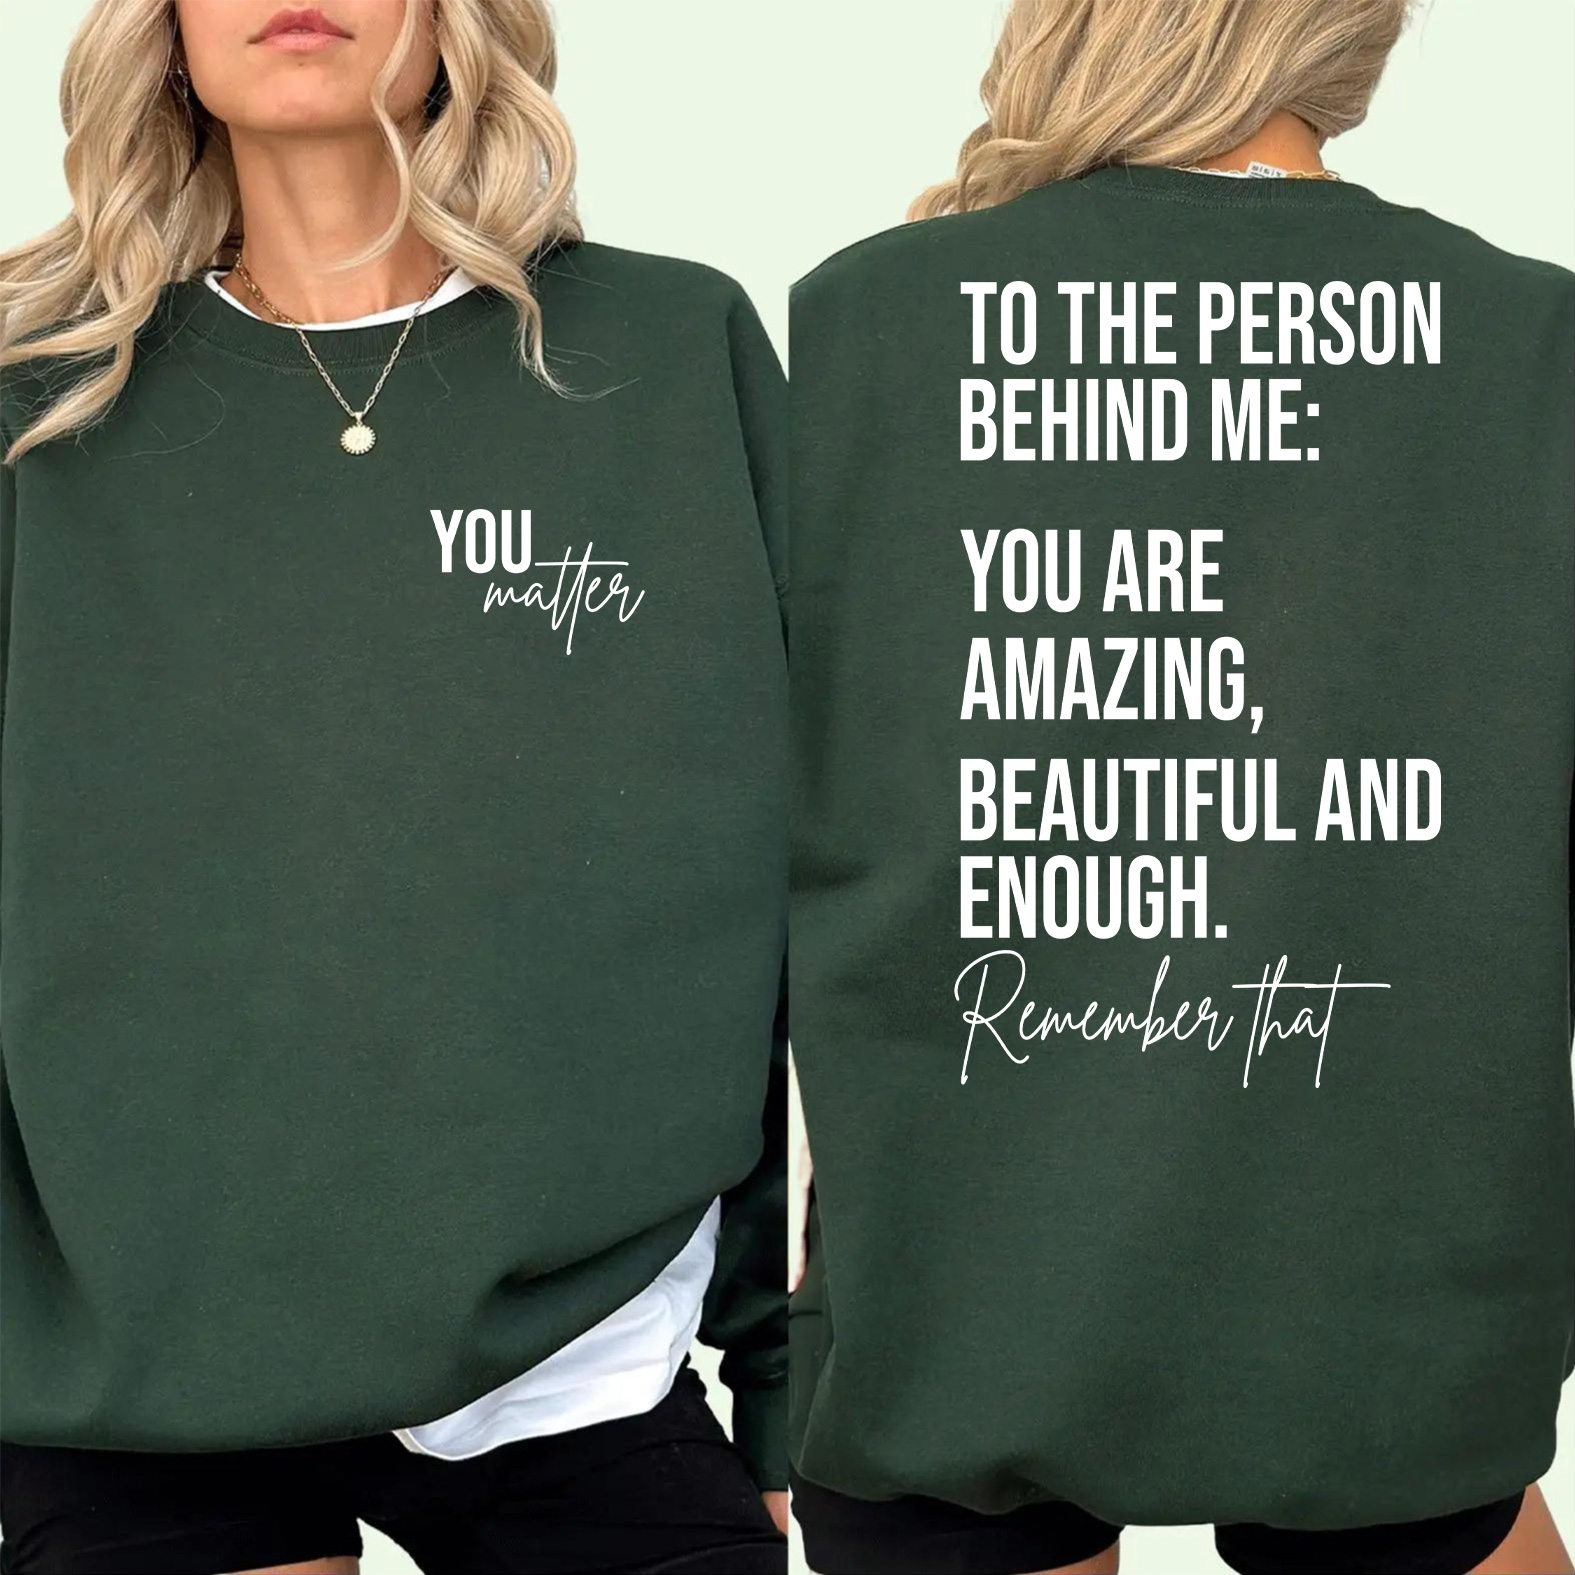 YOU
matter
TO THE PERSON
BEHIND ME:
YOU ARE
AMAZING,
BEAUTIFUL AND
ENOUGH.
Remember that